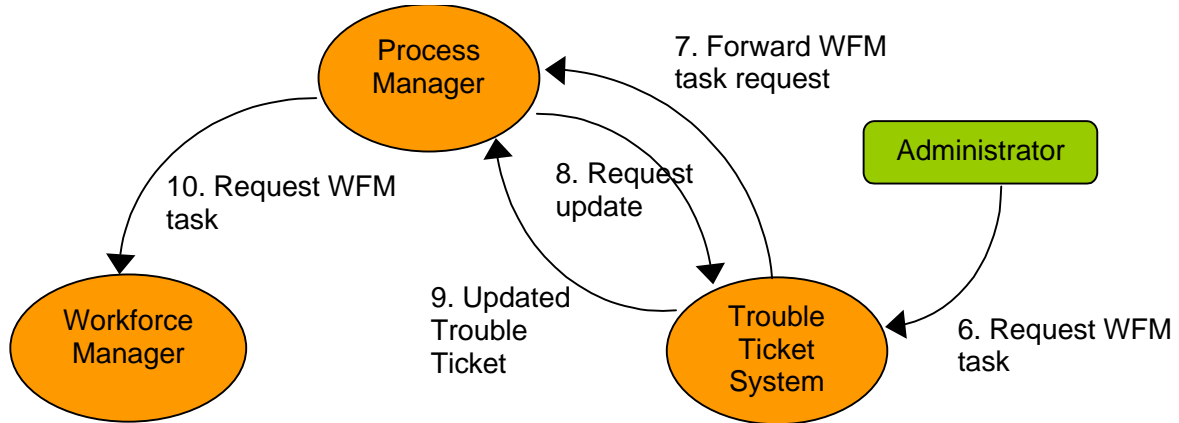 Process
Manager
7. Forward WFM
task request
Administrator
10. Request WFM
task
8. Request
update
9. Updated
Trouble
Ticket
Workforce
Manager
Trouble
Ticket
System
6. Request WFM
task